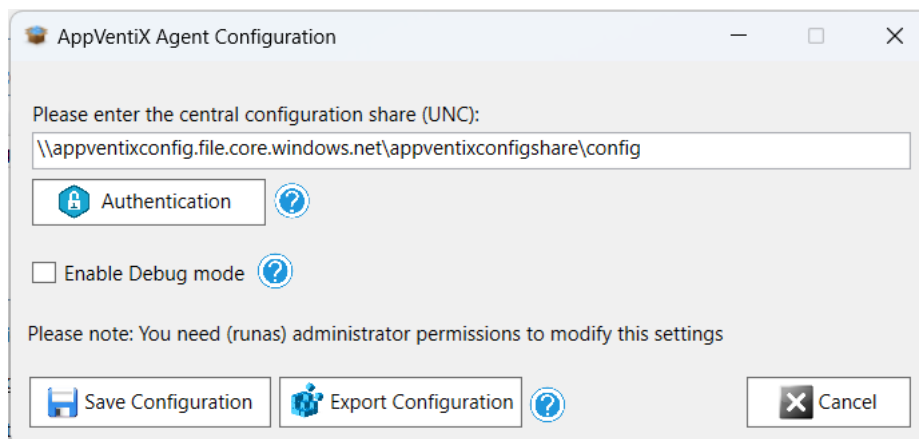 AppVentiX Agent Configuration
Please enter the central configuration share (UNC):
\\appventixconfig.file.core.windows.net\appventixconfigshare\config
Authentication
Enable Debug mode
Please note: You need (runas) administrator permissions to modify this settings
Save Configuration Export Configuration Cancel